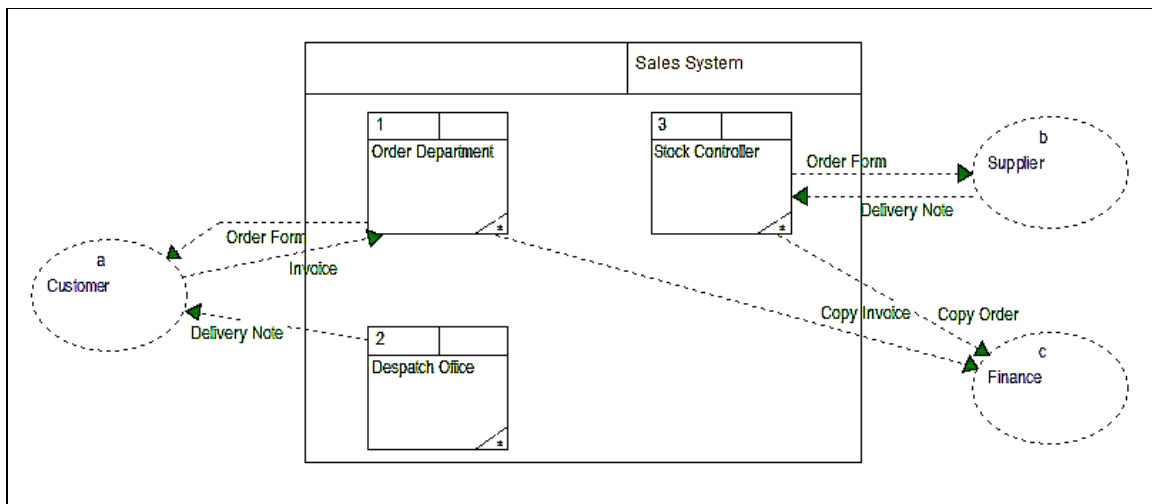 Sales System
1
Order Department
3
Stock Controller
b
Supplier
Order Form
Delivery Note
a
Customer
Order Form
Invoice
Delivery Note
2
Despatch Office
Copy Invoice
Copy Order
c
Finance